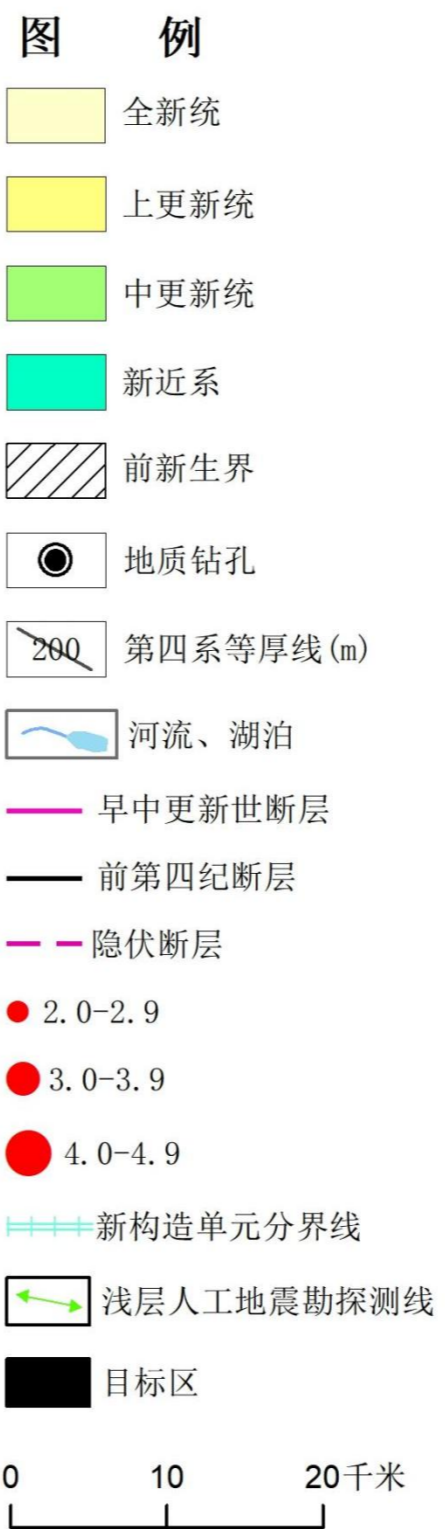 图 例
全新统
上更新统
中更新统
新近系
前新生界
地质钻孔
200 第四系等厚线(m)
河流、湖泊
早中更新世断层
前第四纪断层
隐伏断层
2.0-2.9
3.0-3.9
4.0-4.9
新构造单元分界线
浅层人工地震勘探测线
目标区
0 10 20千米